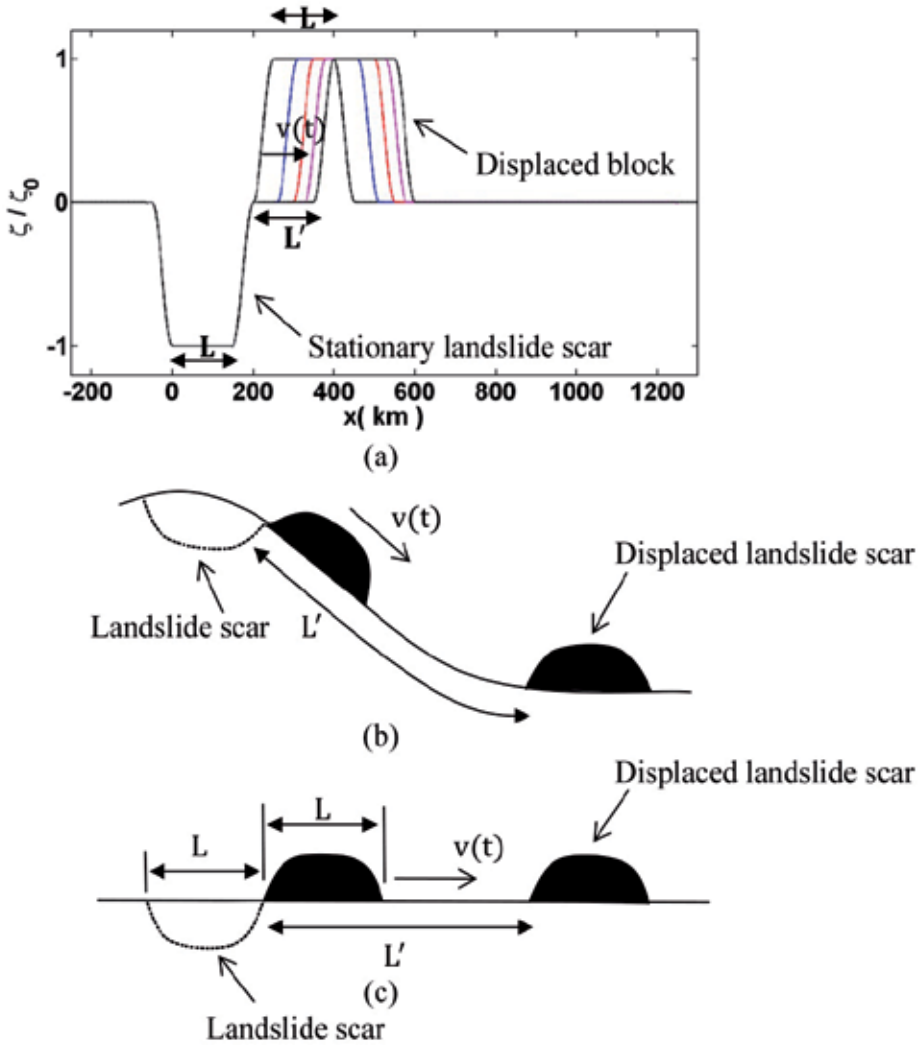 L
1
v(t)
Displaced block
ζ / ζ0
0
L′
Stationary landslide scar
L
-1
-200 0 200 400 600 800 1000 1200
x( km)
(a)
v(t)
Displaced landslide scar
Landslide scar
L′
(b)
Displaced landslide scar
L
L
v(t)
L′
(c)
Landslide scar